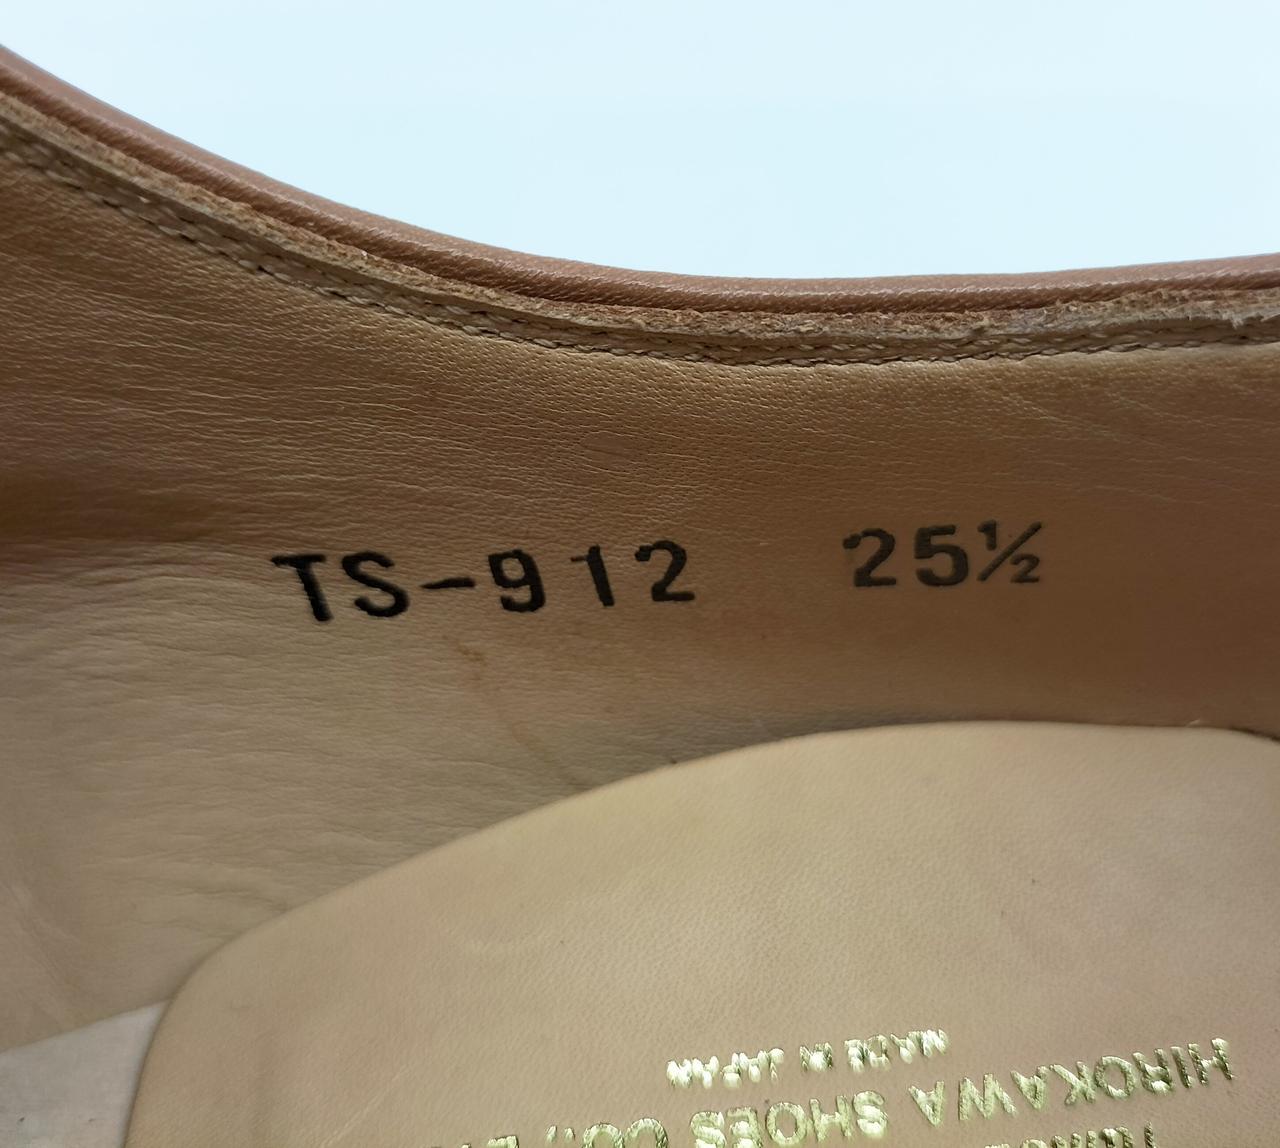 TS-912 25½
HIROKAWA SHOES CO.,
MADE IN JAPAN